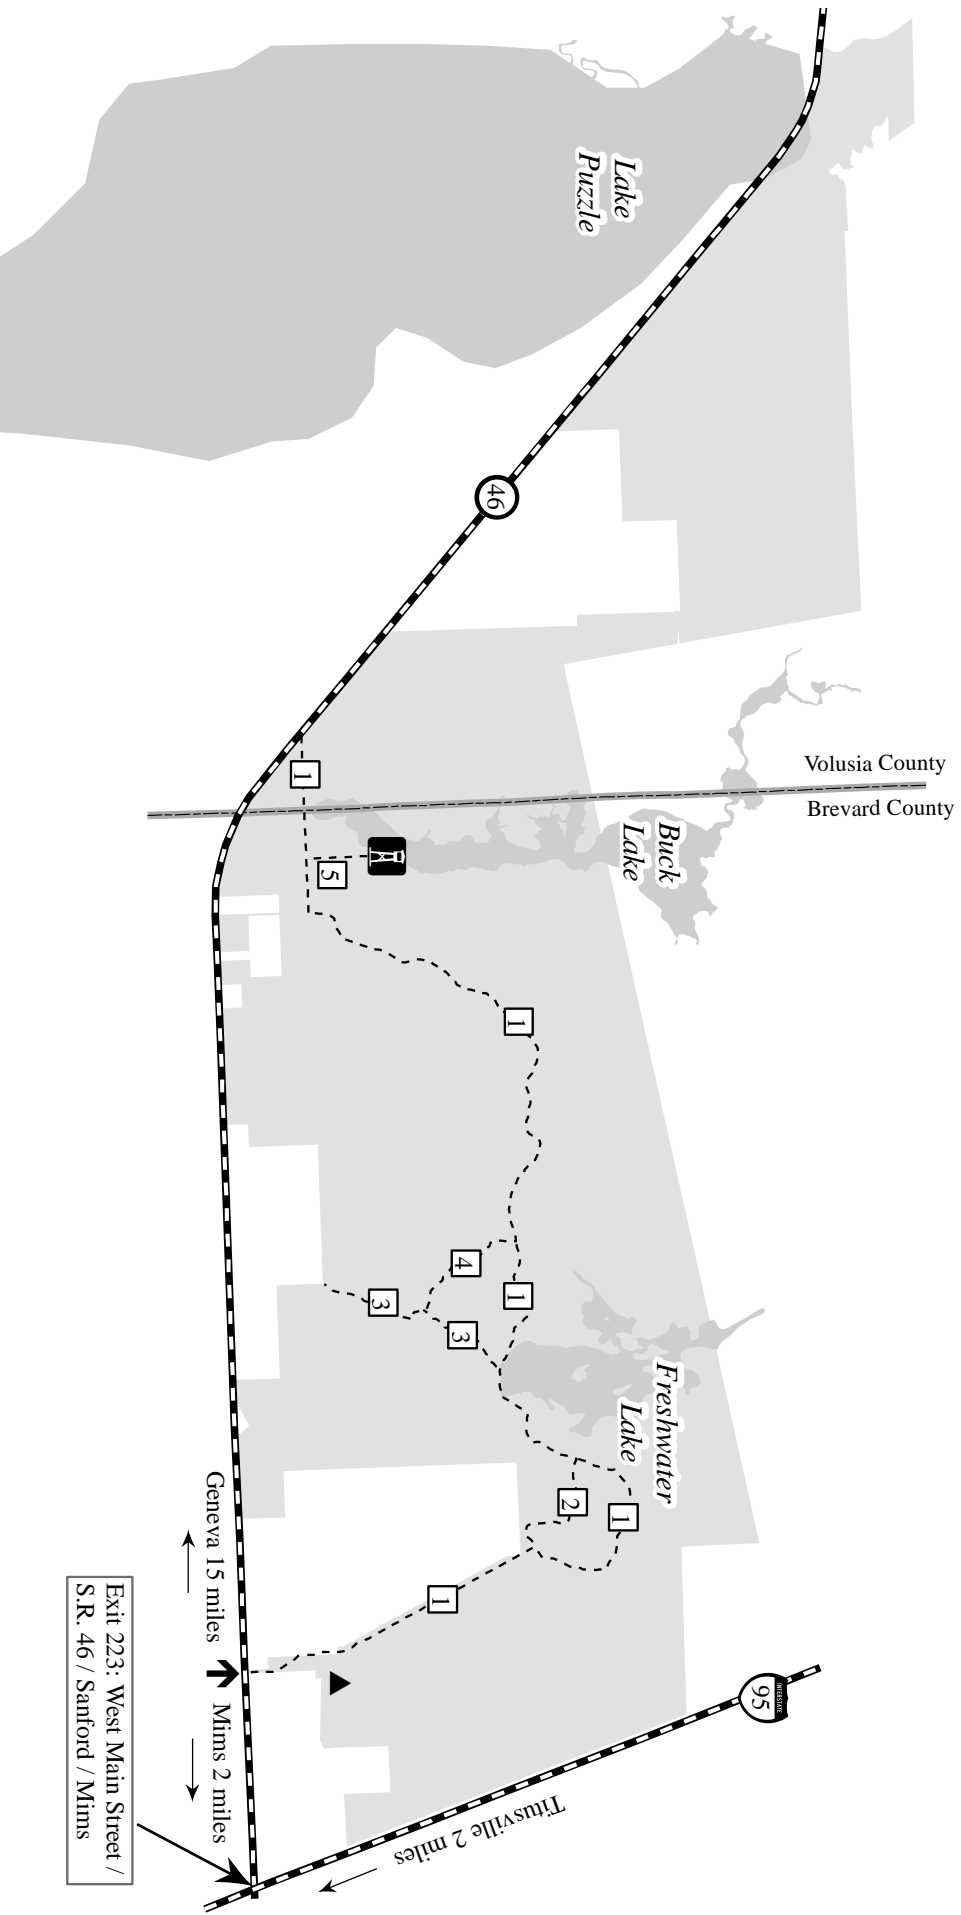 Lake
Puzzle
46
Volusia County
Brevard County
1
5
Buck
Lake
1
4
1
3
3
Freshwater
Lake
2
1
1
INTERSTATE
95
Geneva 15 miles
Mims 2 miles
Titusville 2 miles
Exit 223: West Main Street /
S.R. 46 / Sanford / Mims